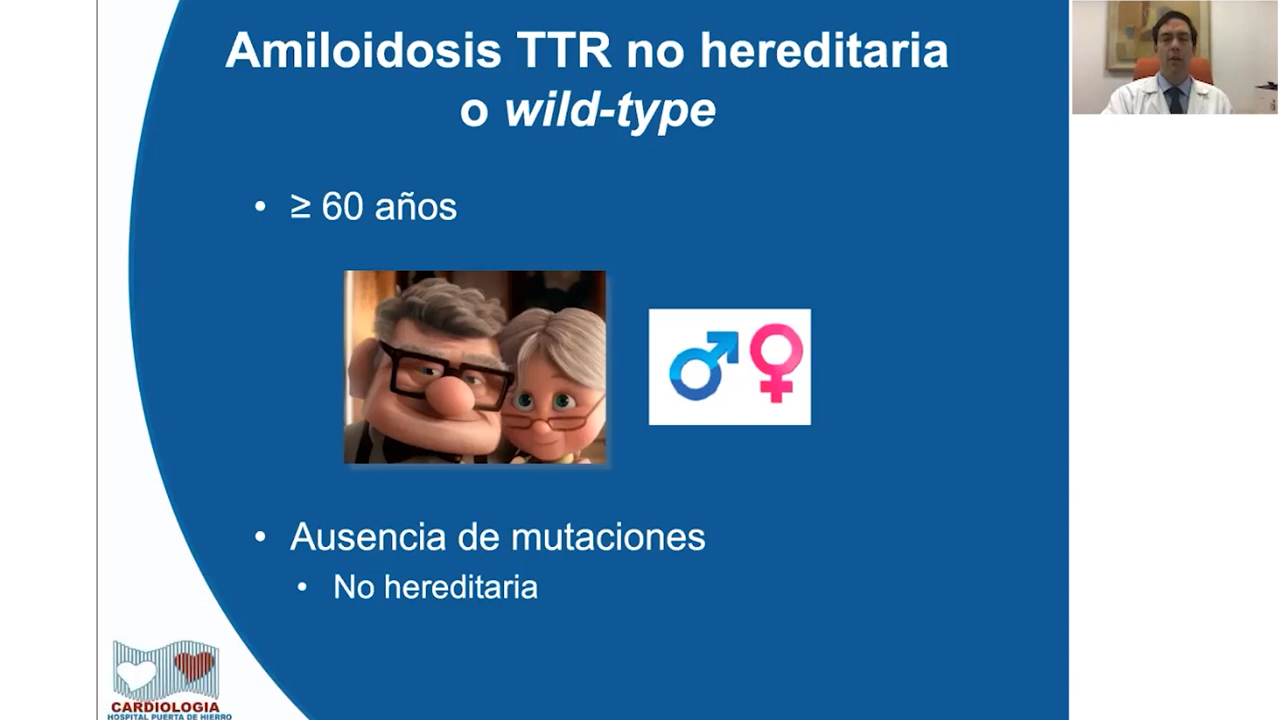 Amiloidosis TTR no hereditaria
o wild-type
• ≥ 60 años
• Ausencia de mutaciones
• No hereditaria
CARDIOLOGIA
HOSPITAL PUERTA DE HIERRO